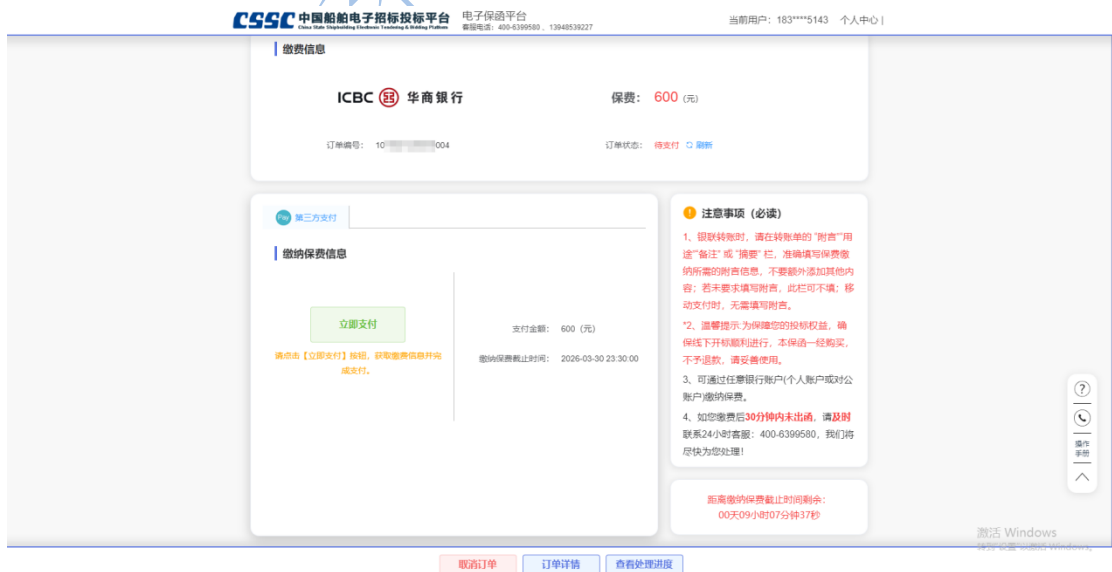 CSSC 中国船舶电子招标投标平台 电子保函平台
China State Shipbuilding Electronic Tendering & Bidding Platform 客服电话：400-6399580，13948539227
当前用户：183****5143 个人中心 |
缴费信息
ICBC 华商银行
保费： 600 (元)
订单编号： 10 004
订单状态： 待支付 刷新
Pay 第三方支付
缴纳保费信息
立即支付
请点击【立即支付】按钮，获取缴费信息并完
成支付。
支付金额： 600（元）
缴纳保费截止时间： 2026-03-30 23:30:00
! 注意事项（必读）
1、银联转账时，请在转账单的“附言”“用
途”“备注” 或 “摘要” 栏，准确填写保费缴
纳所需的附言信息，不要额外添加其他内
容；若未要求填写附言，此栏可不填；移
动支付时，无需填写附言。
*2、温馨提示:为保障您的投标权益，确
保线下开标顺利进行，本保函一经购买，
不予退款，请妥善使用。
3、可通过任意银行账户(个人账户或对公
账户)缴纳保费。
4、如您缴费后30分钟内未出函，请及时
联系24小时客服：400-6399580，我们将
尽快为您处理！
距离缴纳保费截止时间剩余：
00天09小时07分钟37秒
?
操作
手册
激活 Windows
转到“设置”以激活 Windows。
取消订单
订单详情
查看处理进度